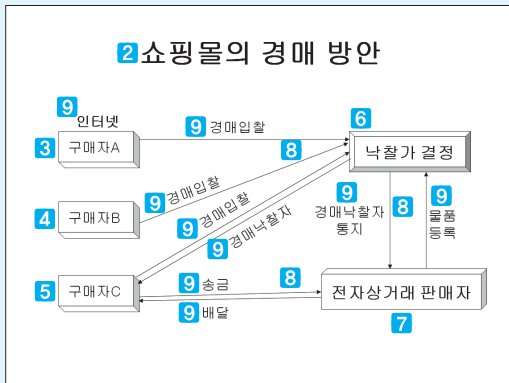 2 쇼핑몰의 경매 방안
9
인터넷
3 구매자A
9 경매입찰
8
6
낙찰가 결정
4 구매자B
9 경매입찰
9 경매입찰
9 경매낙찰자
9
경매낙찰자
통지
8
9
물품
등록
5 구매자C
9 송금
8
9 배달
전자상거래 판매자
7